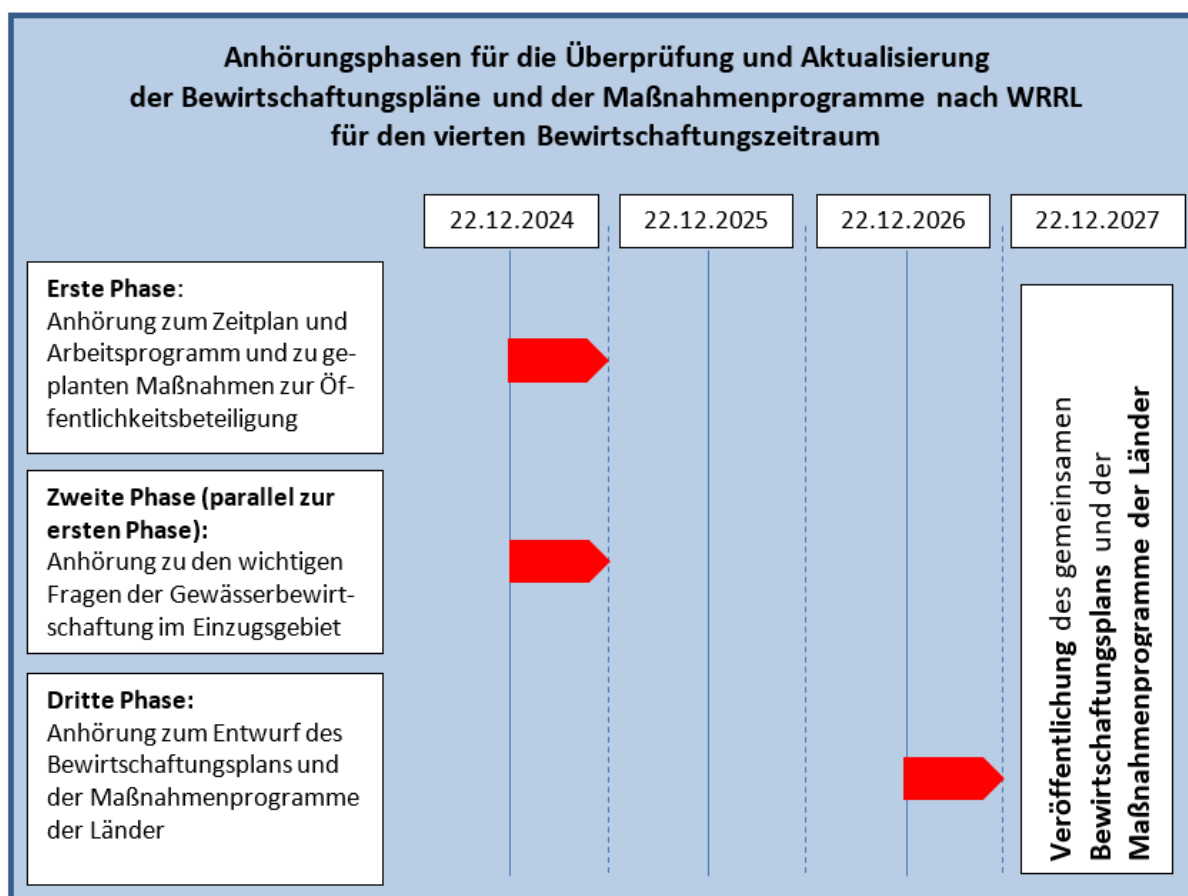 Anhörungsphasen für die Überprüfung und Aktualisierung
der Bewirtschaftungspläne und der Maßnahmenprogramme nach WRRL
für den vierten Bewirtschaftungszeitraum
22.12.2024
22.12.2025
22.12.2026
22.12.2027
Erste Phase:
Anhörung zum Zeitplan und
Arbeitsprogramm und zu ge-
planten Maßnahmen zur Öf-
fentlichkeitsbeteiligung
Zweite Phase (parallel zur
ersten Phase):
Anhörung zu den wichtigen
Fragen der Gewässerbewirt-
schaftung im Einzugsgebiet
Dritte Phase:
Anhörung zum Entwurf des
Bewirtschaftungsplans und
der Maßnahmenprogramme
der Länder
Veröffentlichung des gemeinsamen
Bewirtschaftungsplans und der
Maßnahmenprogramme der Länder